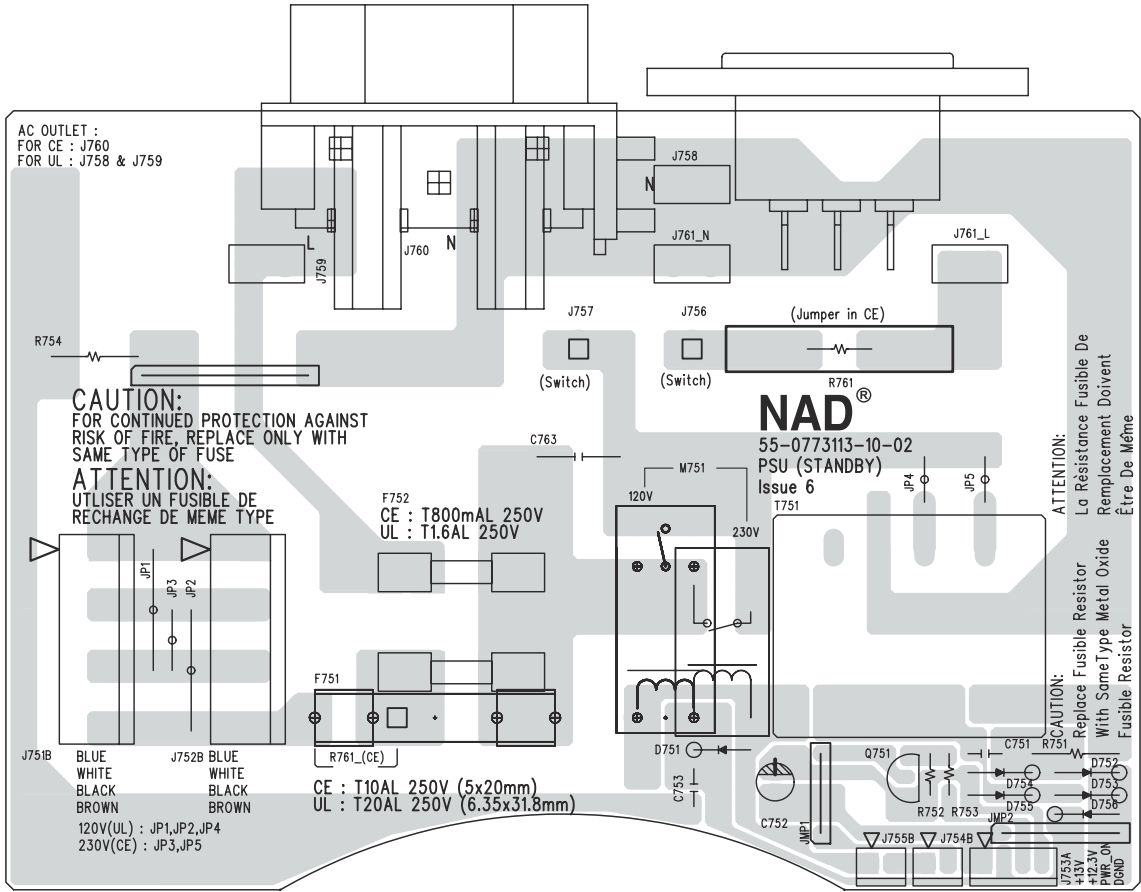 AC OUTLET :
FOR CE : J760
FOR UL : J758 & J759
J758
N
J761_N
J761_L
L
N
J760
J759
J757
J756
(Switch)
(Switch)
(Jumper in CE)
R761
R754
CAUTION:
FOR CONTINUED PROTECTION AGAINST
RISK OF FIRE, REPLACE ONLY WITH
SAME TYPE OF FUSE
ATTENTION:
UTLISER UN FUSIBLE DE
RECHANGE DE MEME TYPE
NAD®
55-0773113-10-02
PSU (STANDBY)
Issue 6
C763
M751
120V
230V
T751
JP4
JP5
F752
CE : T800mAL 250V
UL : T1.6AL 250V
JP1
JP3
JP2
ATTENTION:
La Rèsistance Fusible De
Remplacement Doivent
Être De Méme
CAUTION:
Replace Fusible Resistor
With SameType Metal Oxide
Fusible Resistor
F751
R761_(CE)
CE : T10AL 250V (5x20mm)
UL : T20AL 250V (6.35x31.8mm)
J751B
BLUE
WHITE
BLACK
BROWN
J752B
BLUE
WHITE
BLACK
BROWN
120V(UL) : JP1,JP2,JP4
230V(CE) : JP3,JP5
D751
C753
C752
JMP1
Q751
R752
R753
C751
R751
D752
D754
D753
D755
D756
JMP2
J755B
J754B
J753A
+13V
+12.3V
PWR_ON
DGND